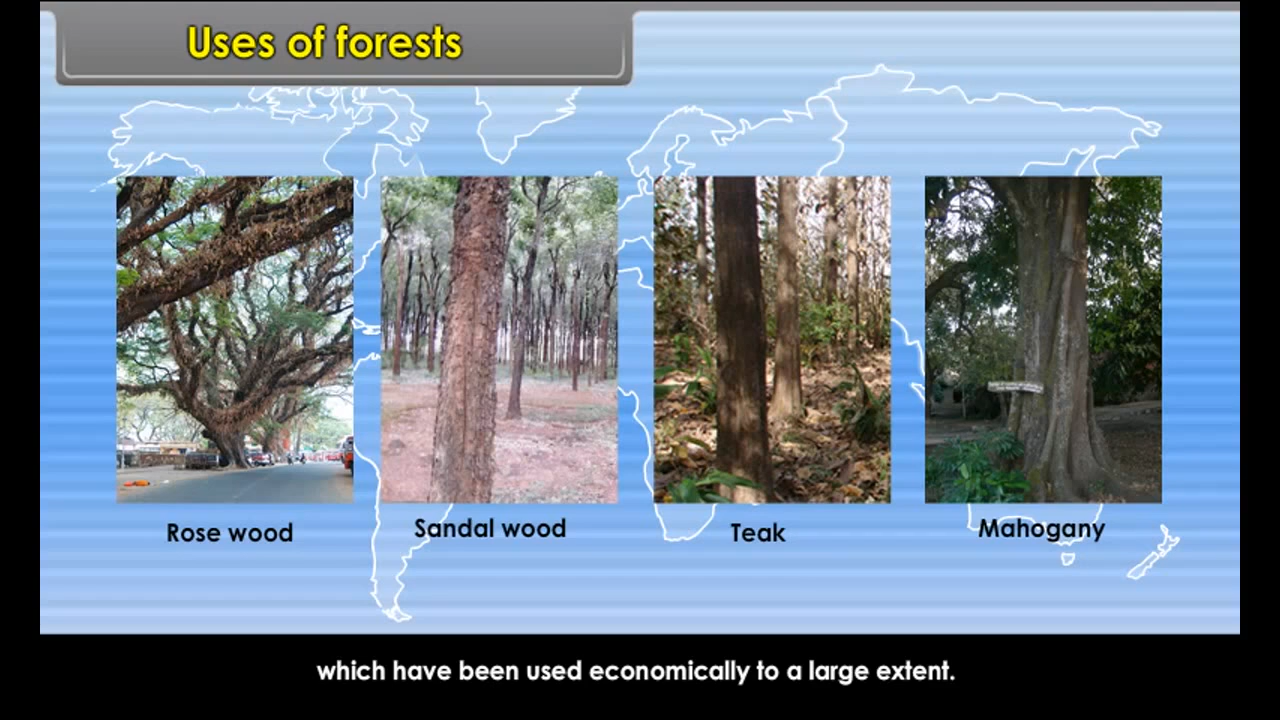 Uses of forests
Rose wood
Sandal wood
Teak
Mahogany
which have been used economically to a large extent.